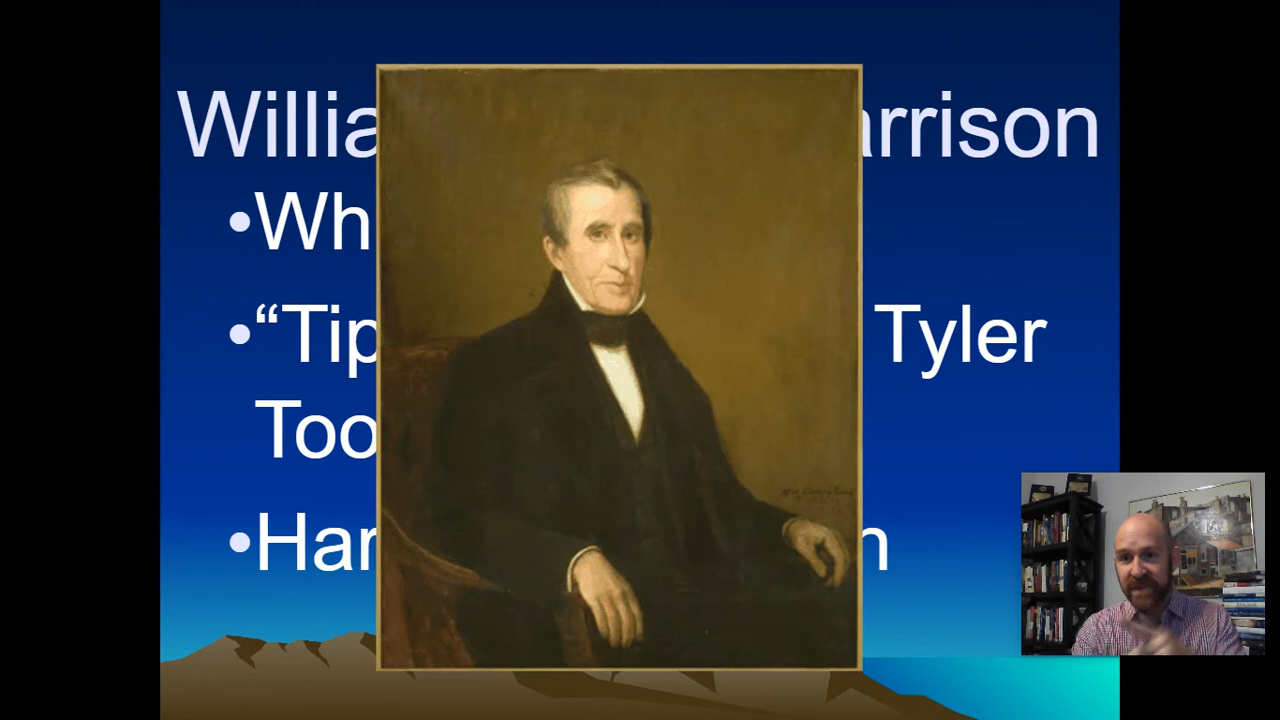 Willia arrison
•Wh
•“Tip Tyler
Too
•Har n